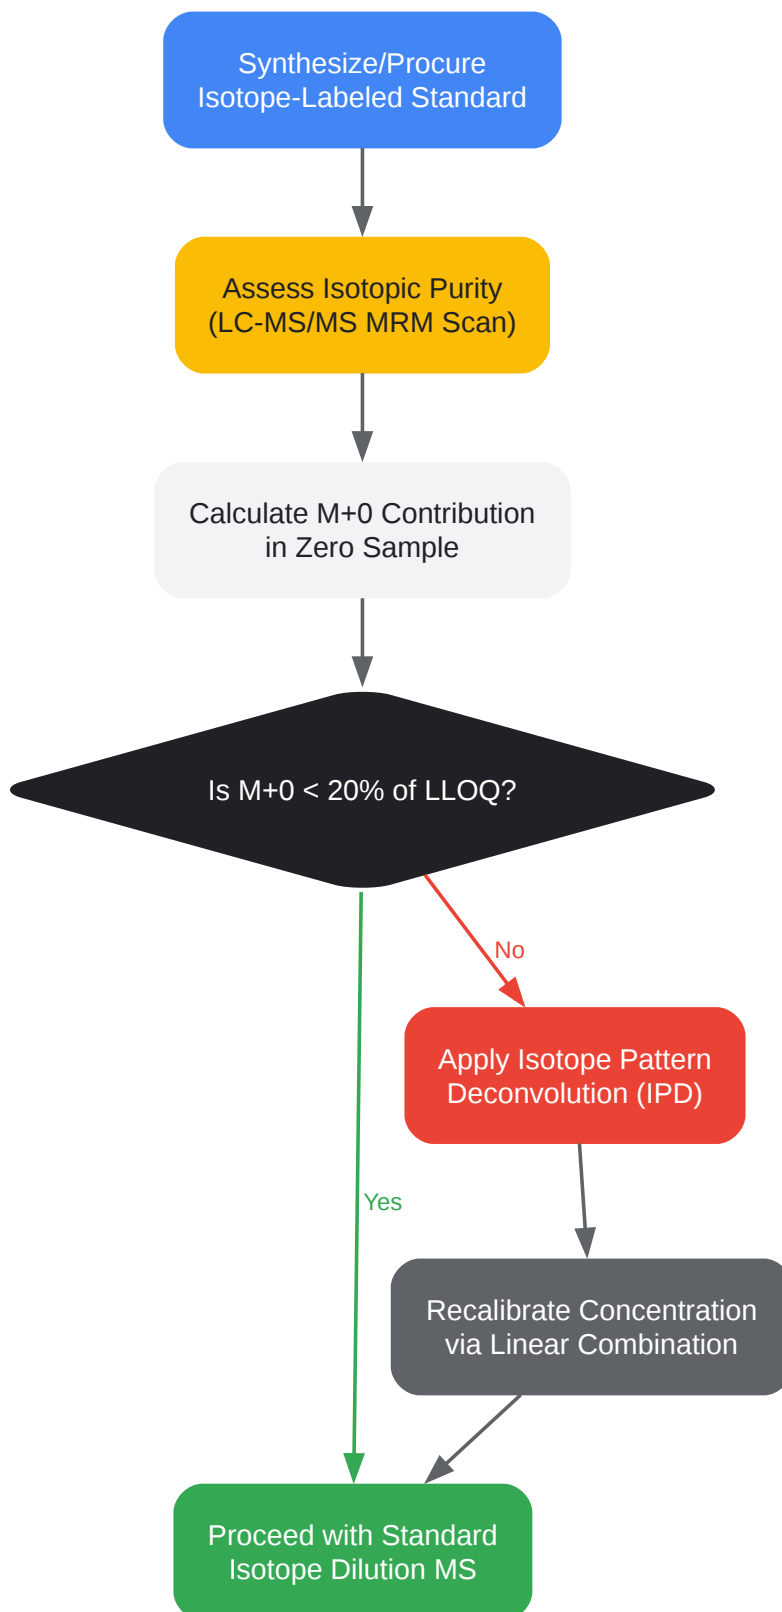 Synthesize/Procure
Isotope-Labeled Standard
Assess Isotopic Purity
(LC-MS/MS MRM Scan)
Calculate M+0 Contribution
in Zero Sample
Is M+0 < 20% of LLOQ?
No
Apply Isotope Pattern
Deconvolution (IPD)
Yes
Recalibrate Concentration
via Linear Combination
Proceed with Standard
Isotope Dilution MS